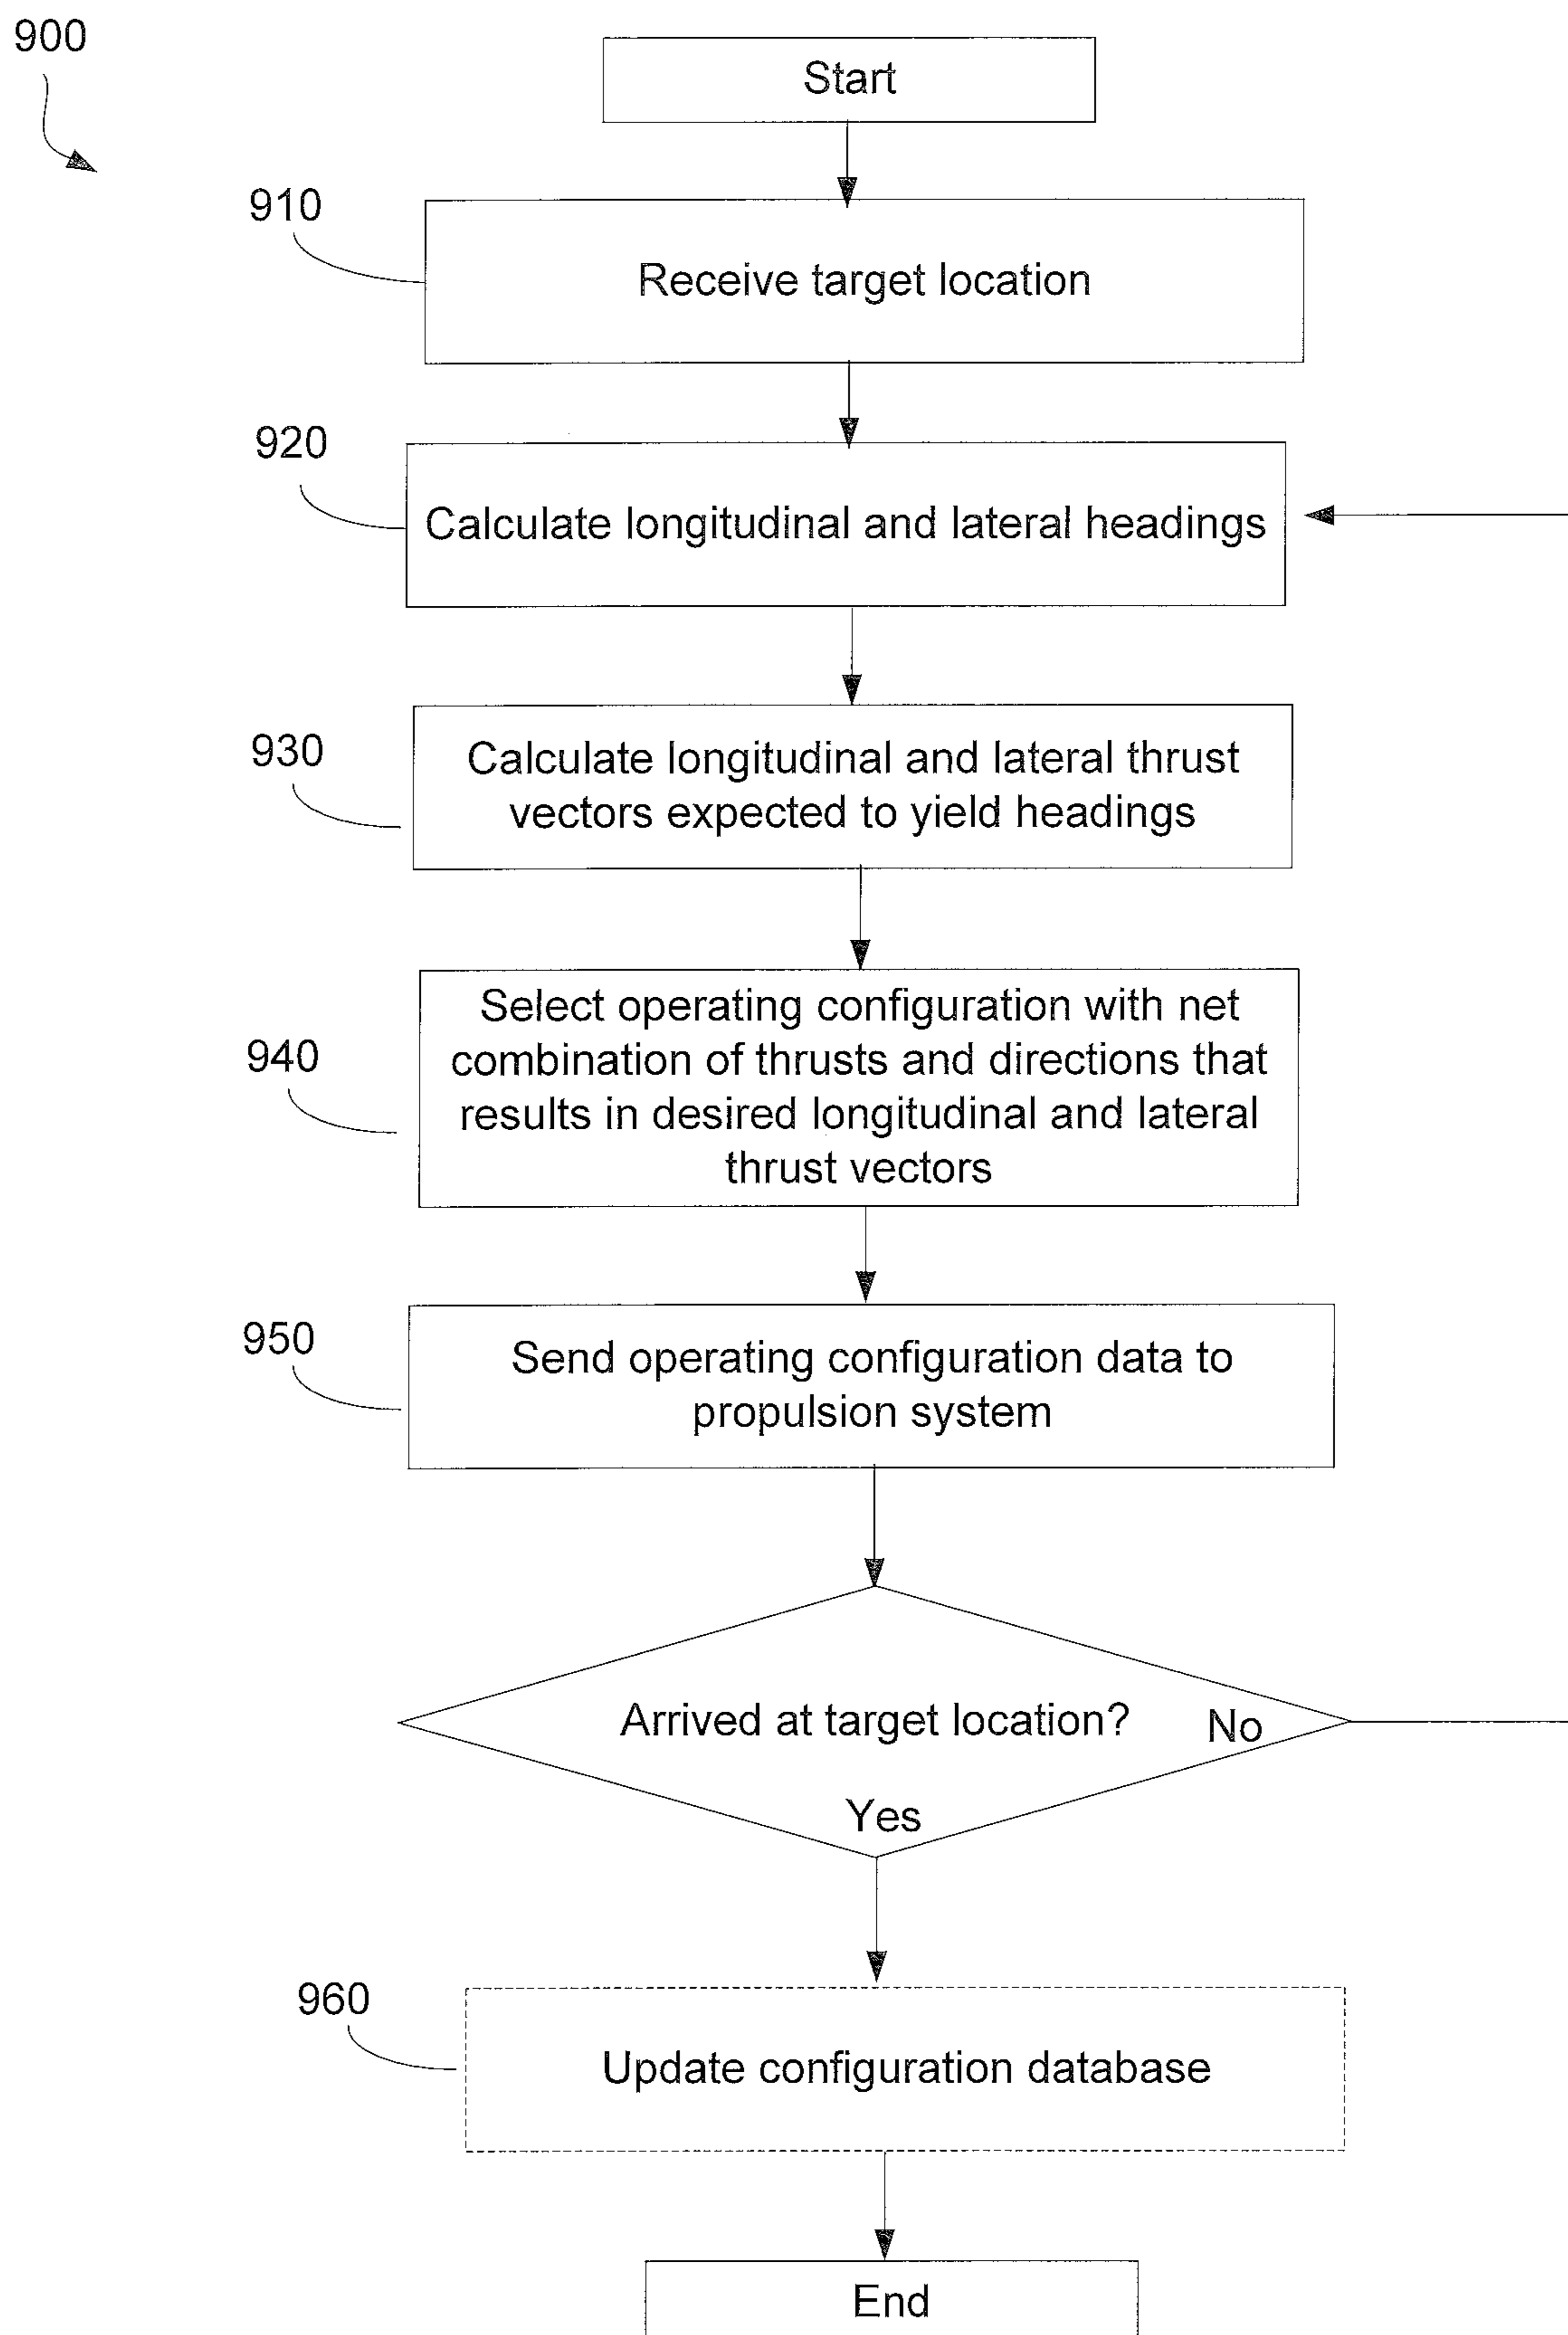 900
Start
910
Receive target location
920
Calculate longitudinal and lateral headings
930
Calculate longitudinal and lateral thrust
vectors expected to yield headings
940
Select operating configuration with net
combination of thrusts and directions that
results in desired longitudinal and lateral
thrust vectors
950
Send operating configuration data to
propulsion system
Arrived at target location?
No
Yes
960
Update configuration database
End